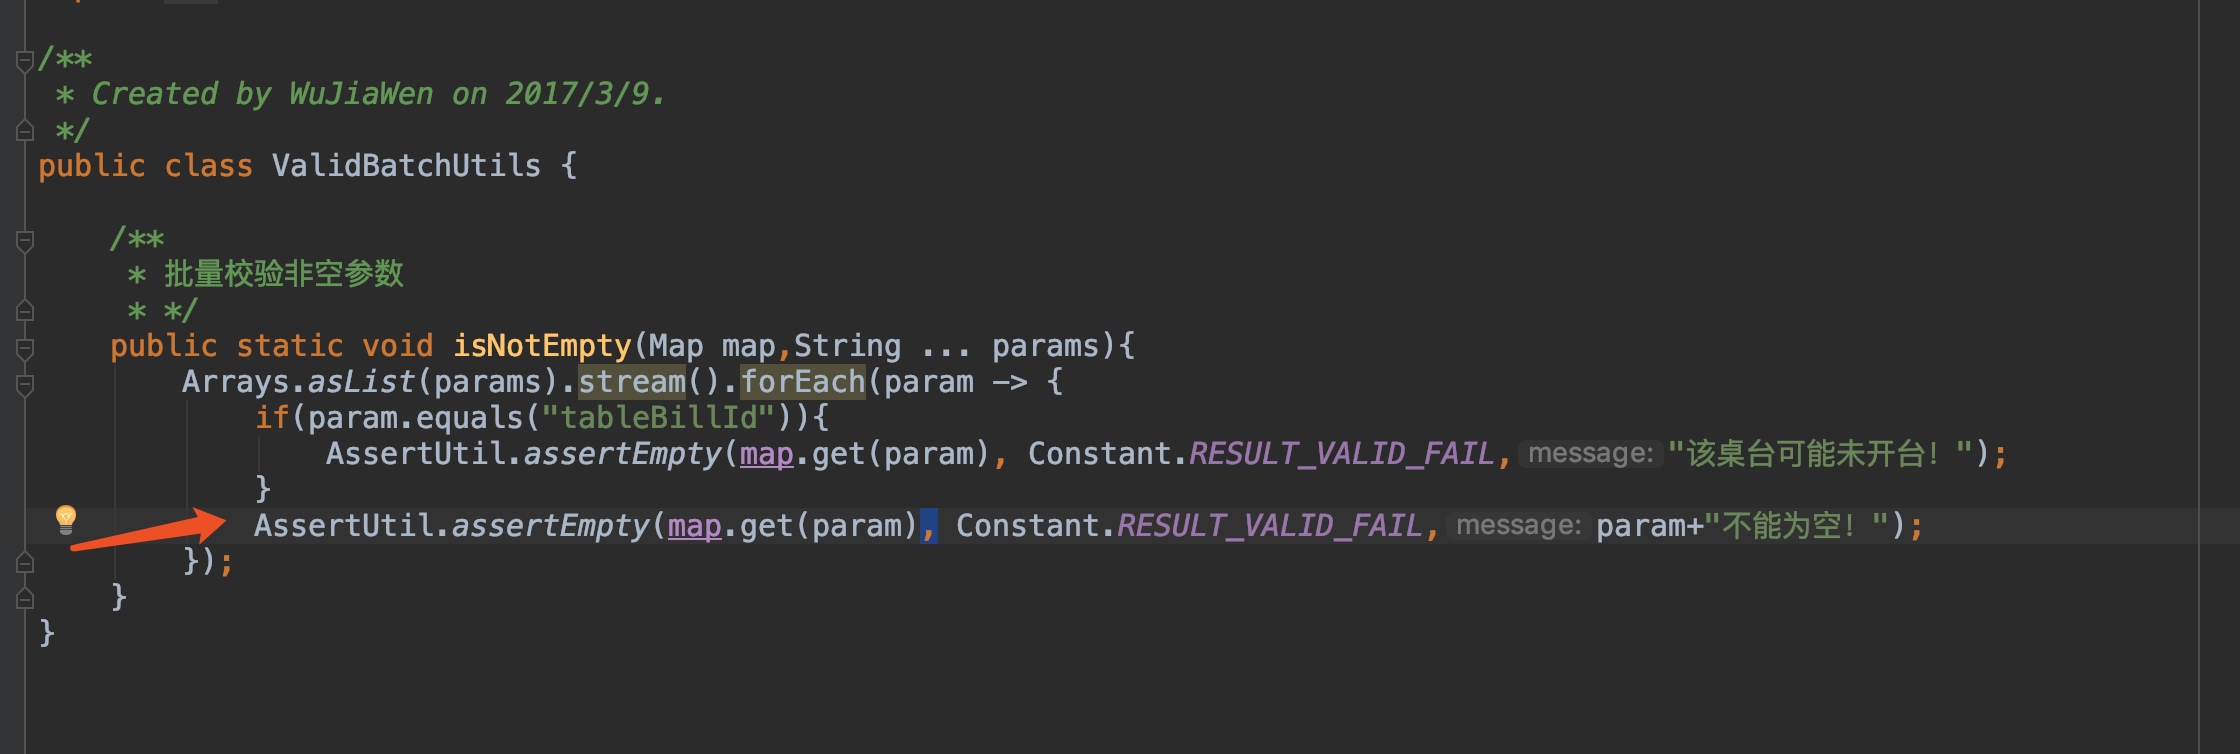 /**
 * Created by WuJiaWen on 2017/3/9.
 */
public class ValidBatchUtils {
    /**
     * 批量校验非空参数
     * */
    public static void isNotEmpty(Map map,String ... params){
        Arrays.asList(params).stream().forEach(param -> {
            if(param.equals("tableBillId")){
                AssertUtil.assertEmpty(map.get(param), Constant.RESULT_VALID_FAIL, message: "该桌台可能未开台！");
            }
            AssertUtil.assertEmpty(map.get(param), Constant.RESULT_VALID_FAIL, message: param+"不能为空！");
        });
    }
}